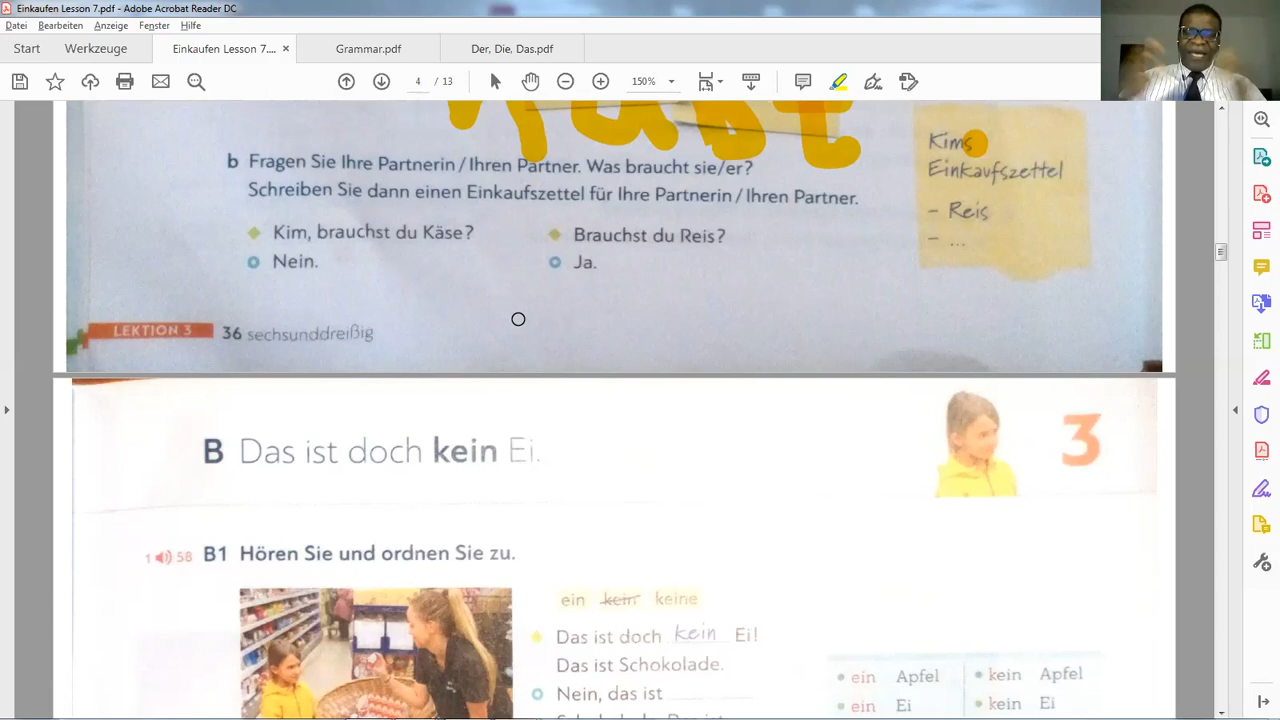 Einkaufen Lesson 7.pdf - Adobe Acrobat Reader DC
Datei Bearbeiten Anzeige Fenster Hilfe
Start Werkzeuge Einkaufen Lesson 7.... × Grammar.pdf Der, Die, Das.pdf
4 / 13 150%
b Fragen Sie Ihre Partnerin / Ihren Partner. Was braucht sie/er?
Schreiben Sie dann einen Einkaufszettel für Ihre Partnerin / Ihren Partner.
Kim, brauchst du Käse?
Nein.
Brauchst du Reis?
Ja.
Kims
Einkaufszettel
- Reis
- ...
LEKTION 3 36 sechsunddreißig
B Das ist doch kein Ei.
3
1 58 B1 Hören Sie und ordnen Sie zu.
ein kein keine
Das ist doch kein Ei!
Das ist Schokolade.
Nein, das ist
• ein Apfel • kein Apfel
• ein Ei • kein Ei